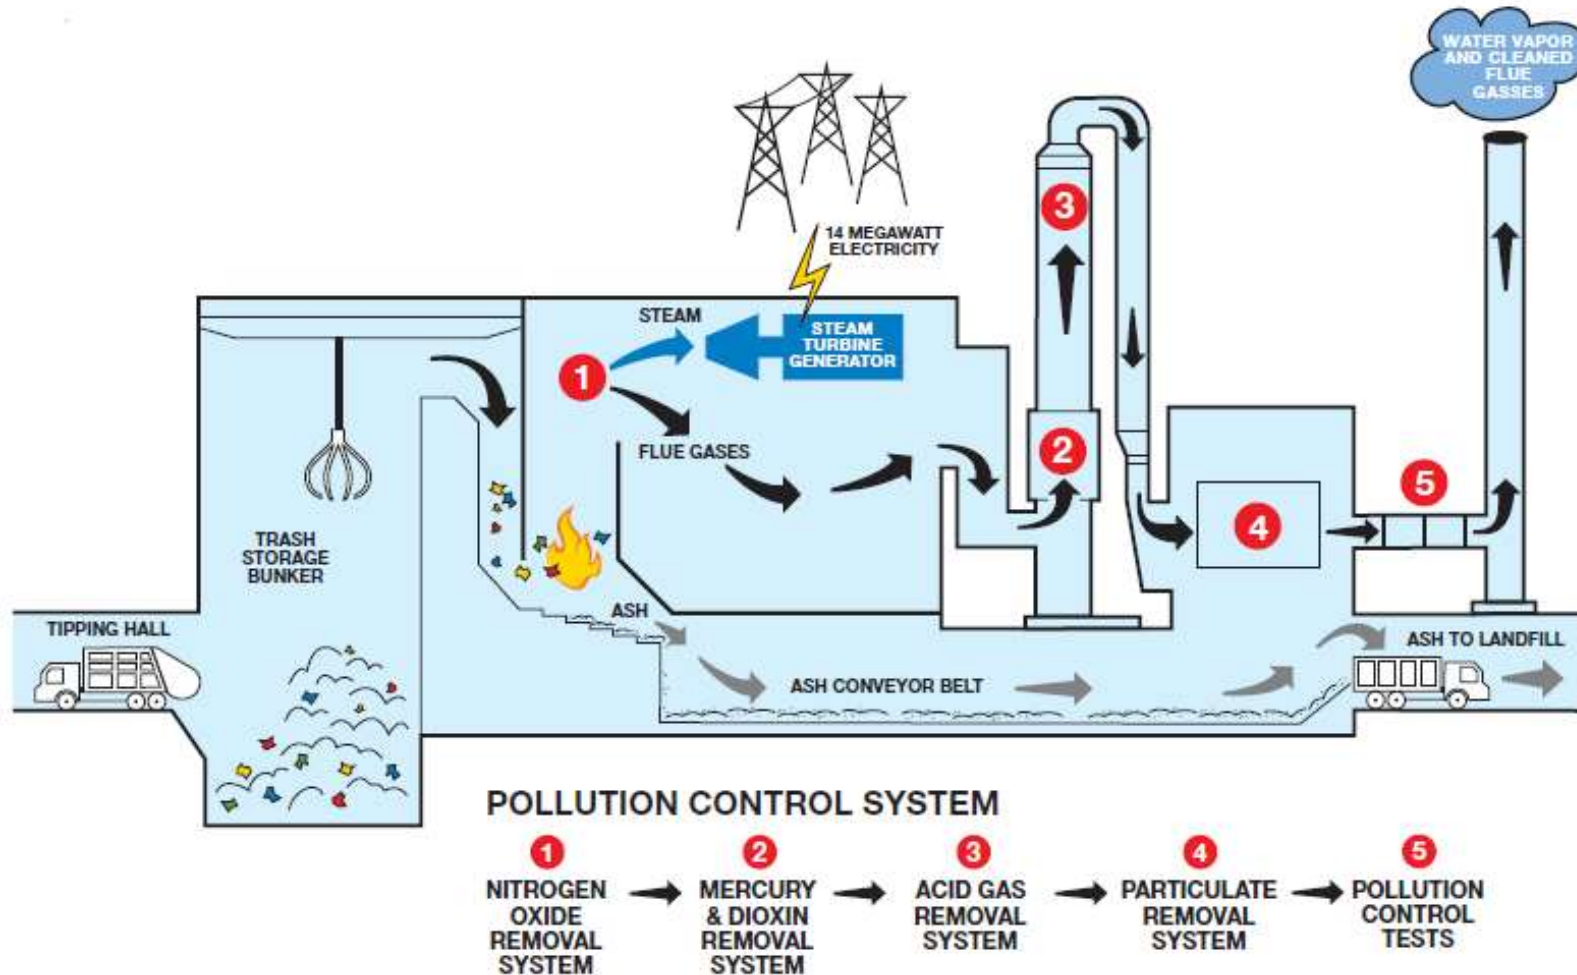 WATER VAPOR
AND CLEANED
FLUE
GASSES
3
14 MEGAWATT
ELECTRICITY
STEAM
STEAM
TURBINE
GENERATOR
1
FLUE GASES
2
5
4
TRASH
STORAGE
BUNKER
ASH
TIPPING HALL
ASH TO LANDFILL
ASH CONVEYOR BELT
POLLUTION CONTROL SYSTEM
1
NITROGEN
OXIDE
REMOVAL
SYSTEM
2
MERCURY
& DIOXIN
REMOVAL
SYSTEM
3
ACID GAS
REMOVAL
SYSTEM
4
PARTICULATE
REMOVAL
SYSTEM
5
POLLUTION
CONTROL
TESTS